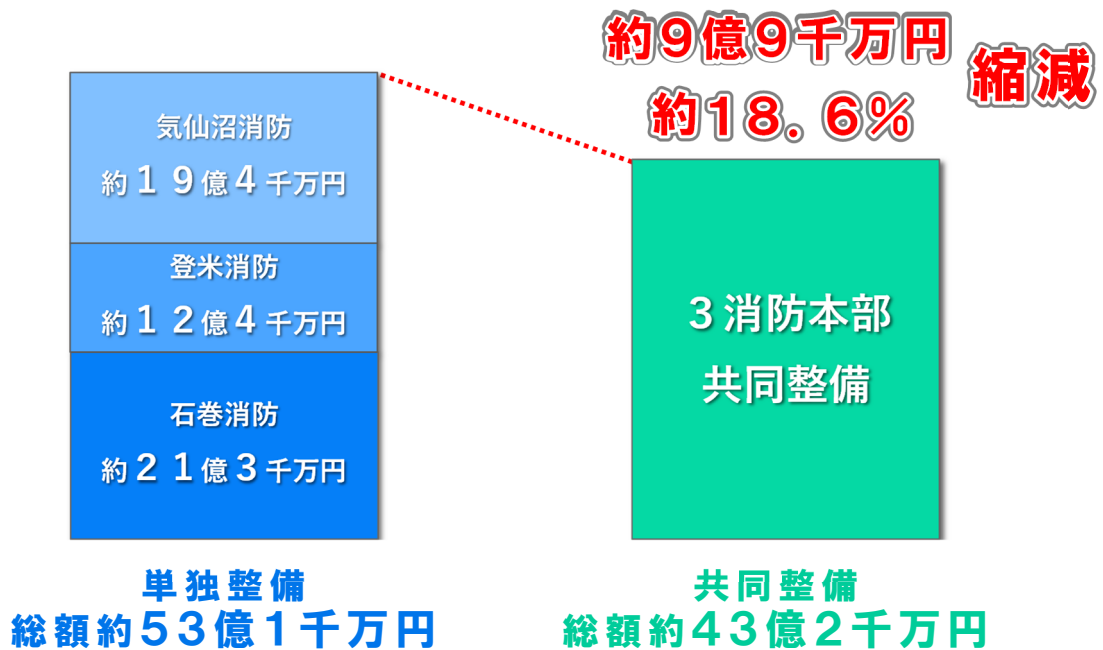 約9億9千万円
約18.6%
縮減
気仙沼消防
約19億4千万円
登米消防
約12億4千万円
石巻消防
約21億3千万円
3消防本部
共同整備
単独整備
総額約53億1千万円
共同整備
総額約43億2千万円